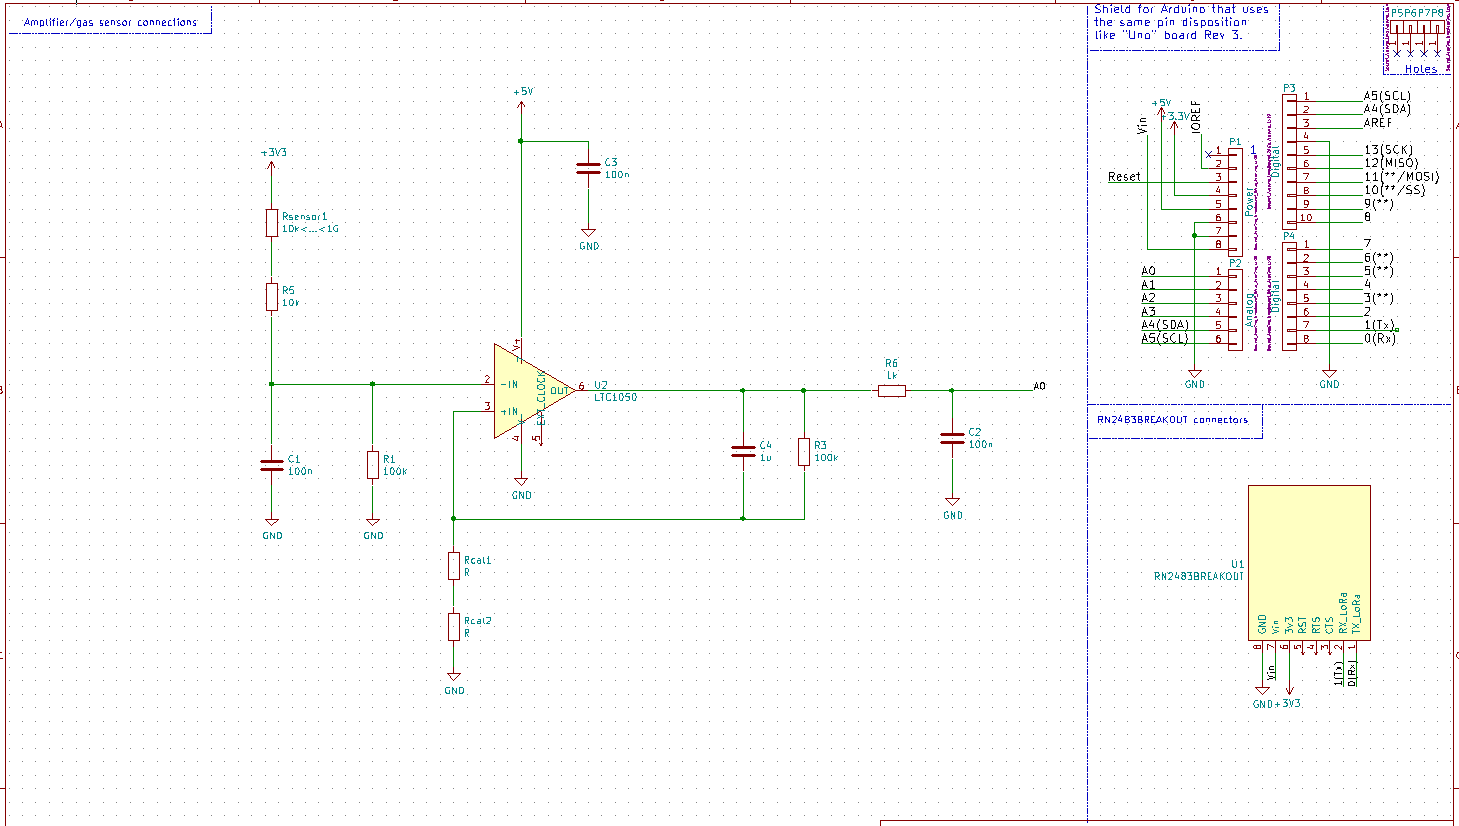 Amplifier/gas sensor connections
+5V
C3
100n
GND
+3V3
Rsensor1
10k<...<1G
R5
10k
C1
100n
GND
R1
100k
GND
V+
2
-IN
3
+IN
OUT
6
EXT_CLOCK
4
5
U2
LTC1050
GND
C4
1u
R3
100k
R6
1k
A0
C2
100n
GND
Rcal1
R
Rcal2
R
GND
Shield for Arduino that uses
the same pin disposition
like "Uno" board Rev 3.
P5P6P7P8
1 1 1 1
Holes
Vin
+5V
+3.3V
IOREF
Reset
P1
1
Power
1
2
3
4
5
6
7
8
P2
Analog
A0 1
A1 2
A2 3
A3 4
A4(SDA) 5
A5(SCL) 6
GND
P3
Digital
1 A5(SCL)
2 A4(SDA)
3 AREF
4
5 13(SCK)
6 12(MISO)
7 11(**/MOSI)
8 10(**/SS)
9 9(**)
10 8
P4
Digital
1 7
2 6(**)
3 5(**)
4 4
5 3(**)
6 2
7 1(Tx)
8 0(Rx)
GND
RN2483BREAKOUT connectors
U1
RN2483BREAKOUT
GND
Vin
3V3
RST
RTS
CTS
RX_LoRa
TX_LoRa
8
7
6
5
4
3
2
1
Vin
1(Tx)
0(Rx)
GND
+3V3